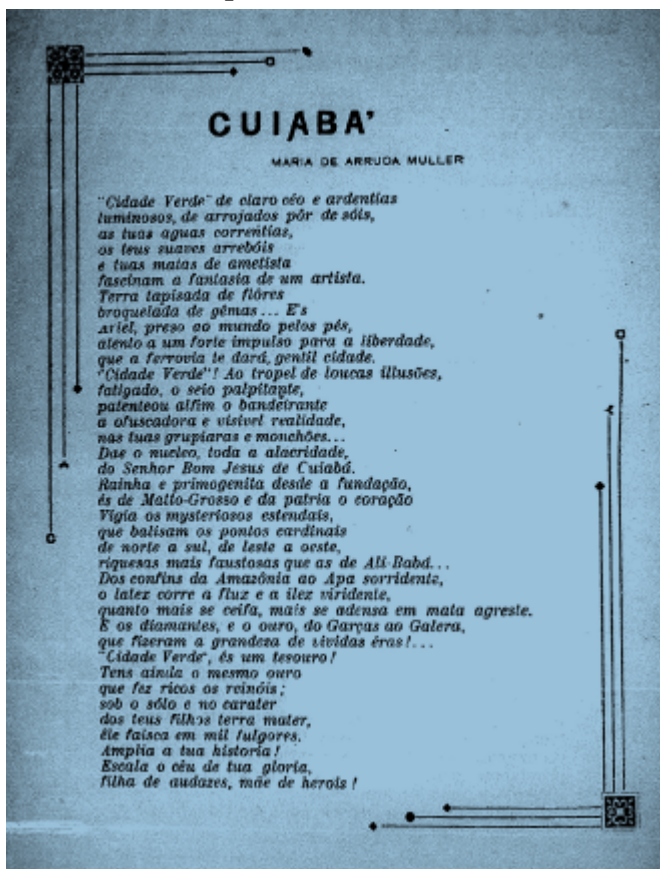 CUIABA'
MARIA DE ARRUDA MULLER
"Cidade Verde" de claro céo e ardentias
luminosos, de arrojados pôr de sóis,
as tuas aguas correntias,
os teus suaves arrebóis
e tuas matas de ametista
fascinam a fantasia de um artista.
Terra tapisada de flôres
broquelada de gêmas... E's
Ariel, preso ao mundo pelos pés,
atento a um forte impulso para a liberdade,
que a ferrovia te dará, gentil cidade.
"Cidade Verde"! Ao tropel de loucas illusões,
fatigado, o seio palpitante,
patenteou alfim o bandeirante
a ofuscadora e visivel realidade,
nas tuas grupiaras e monchões...
Das o nucleo, toda a alacridade,
do Senhor Bom Jesus de Cuiabá.
Rainha e primogenita desde a fundação,
és de Matto-Grosso e da patria o coração
Vigia os mysteriosos estendais,
que balisam os pontos cardinais
de norte a sul, de leste a oeste,
riquesas mais faustosas que as de Ali-Babá...
Dos confins da Amazônia ao Apa sorridente,
o latex corre a flux e a ilex viridente,
quanto mais se ceifa, mais se adensa em mata agreste.
E os diamantes, e o ouro, do Garças ao Galera,
que fizeram a grandeza de vividas éras!...
"Cidade Verde", és um tesouro!
Tens ainda o mesmo ouro
que fez ricos os reinóis;
sob o sólo e no carater
dos teus filhos terra mater,
êle faisca em mil fulgores.
Amplia a tua historia!
Escala o céu de tua gloria,
filha de audazes, mãe de herois!